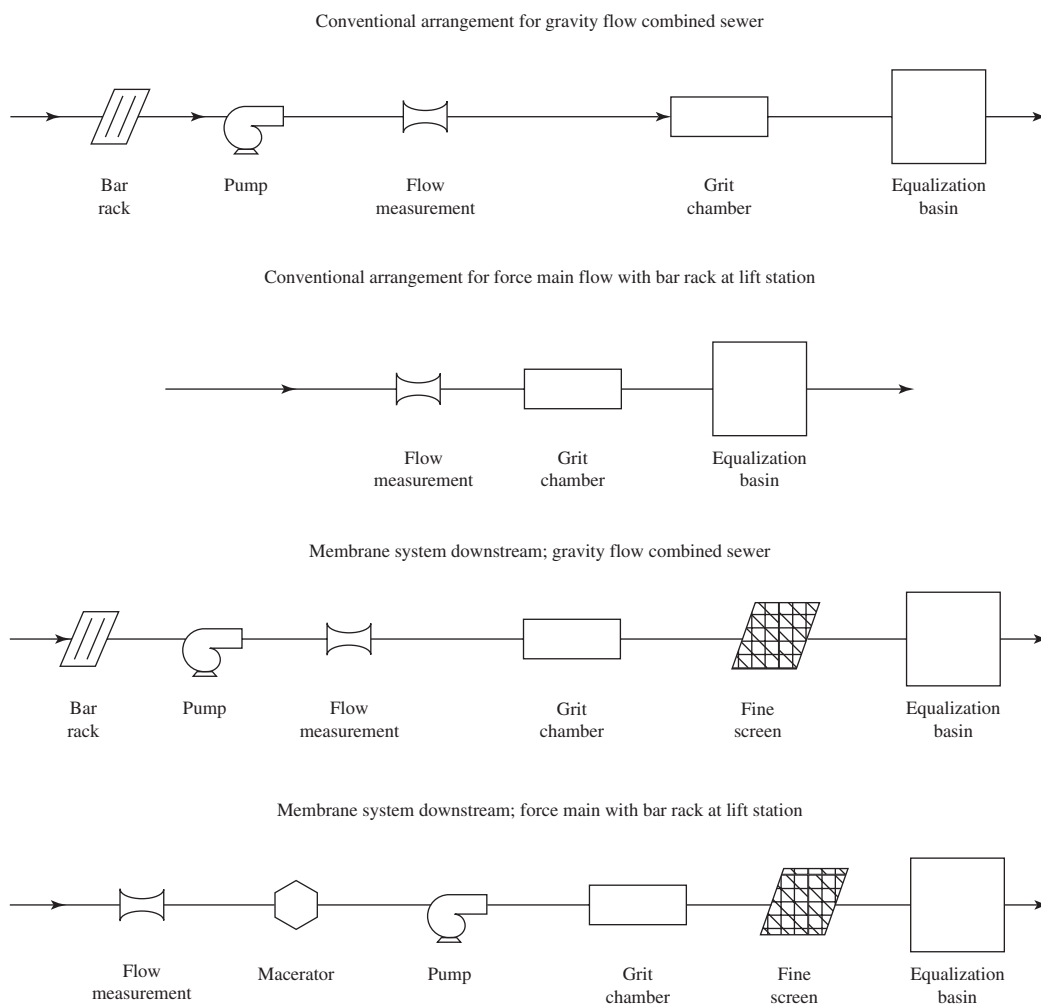 Conventional arrangement for gravity flow combined sewer
Bar
rack
Pump
Flow
measurement
Grit
chamber
Equalization
basin
Conventional arrangement for force main flow with bar rack at lift station
Flow
measurement
Grit
chamber
Equalization
basin
Membrane system downstream; gravity flow combined sewer
Bar
rack
Pump
Flow
measurement
Grit
chamber
Fine
screen
Equalization
basin
Membrane system downstream; force main with bar rack at lift station
Flow
measurement
Macerator
Pump
Grit
chamber
Fine
screen
Equalization
basin